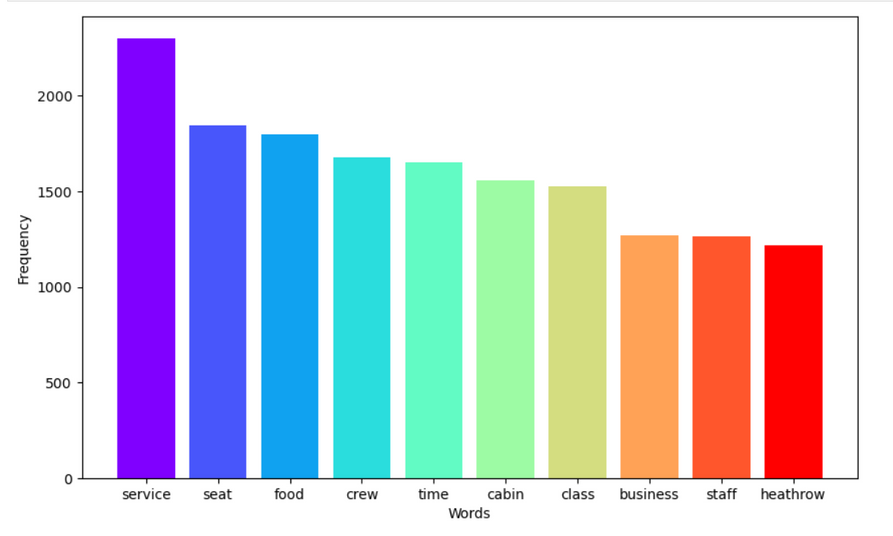 2000
1500
1000
500
0
Frequency
service seat food crew time cabin class business staff heathrow
Words